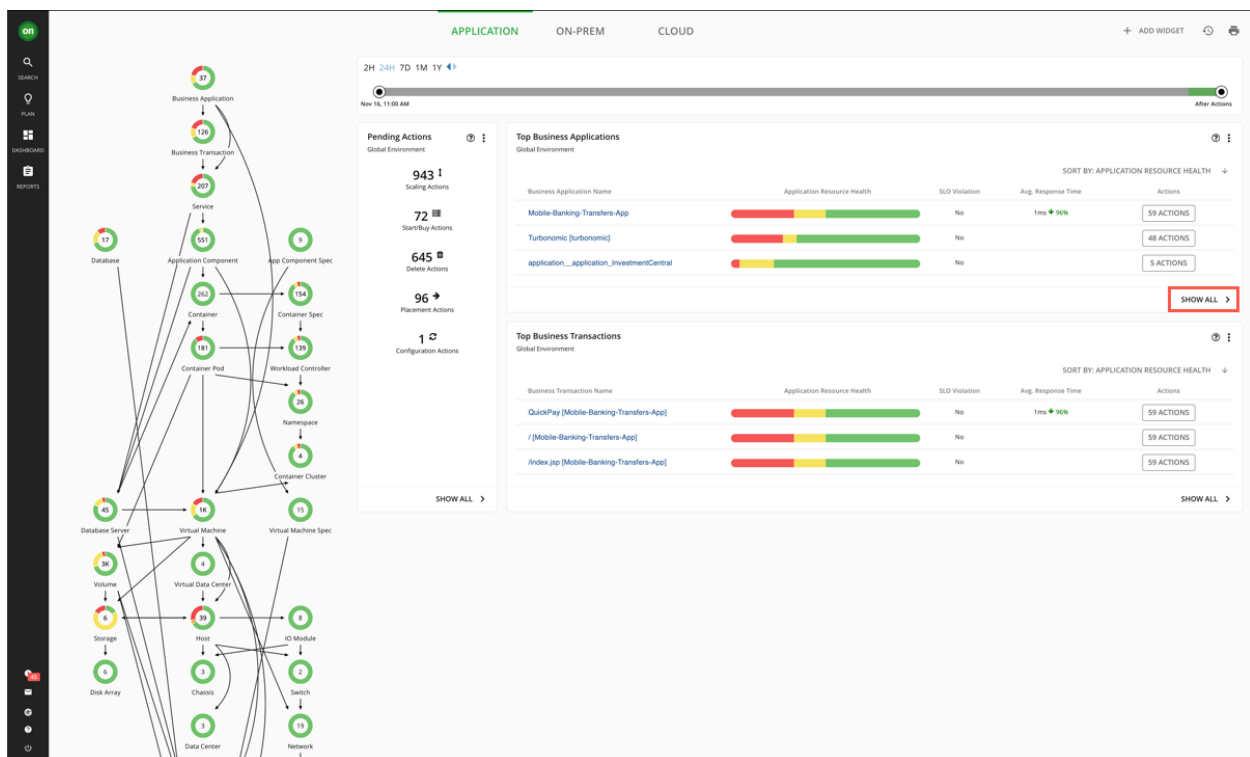 on
APPLICATION ON-PREM CLOUD
+ ADD WIDGET
SEARCH
PLAN
DASHBOARD
REPORTS
45
37
Business Application
126
Business Transaction
207
Service
17
Database
551
Application Component
9
App Component Spec
262
Container
154
Container Spec
181
Container Pod
139
Workload Controller
26
Namespace
4
Container Cluster
45
Database Server
1K
Virtual Machine
15
Virtual Machine Spec
3K
Volume
4
Virtual Data Center
6
Storage
39
Host
8
IO Module
6
Disk Array
3
Chassis
2
Switch
3
Data Center
19
Network
2H 24H 7D 1M 1Y
Nov 16, 11:00 AM
After Actions
Pending Actions
Global Environment
943
Scaling Actions
72
Start/Buy Actions
645
Delete Actions
96
Placement Actions
1
Configuration Actions
SHOW ALL >
Top Business Applications
Global Environment
SORT BY: APPLICATION RESOURCE HEALTH
Business Application Name Application Resource Health SLO Violation Avg. Response Time Actions
Mobile-Banking-Transfers-App No 1ms 96% 59 ACTIONS
Turbonomic [turbonomic] No 48 ACTIONS
application__application_InvestmentCentral No 5 ACTIONS
SHOW ALL >
Top Business Transactions
Global Environment
SORT BY: APPLICATION RESOURCE HEALTH
Business Transaction Name Application Resource Health SLO Violation Avg. Response Time Actions
QuickPay [Mobile-Banking-Transfers-App] No 1ms 96% 59 ACTIONS
/ [Mobile-Banking-Transfers-App] No 59 ACTIONS
/index.jsp [Mobile-Banking-Transfers-App] No 59 ACTIONS
SHOW ALL >